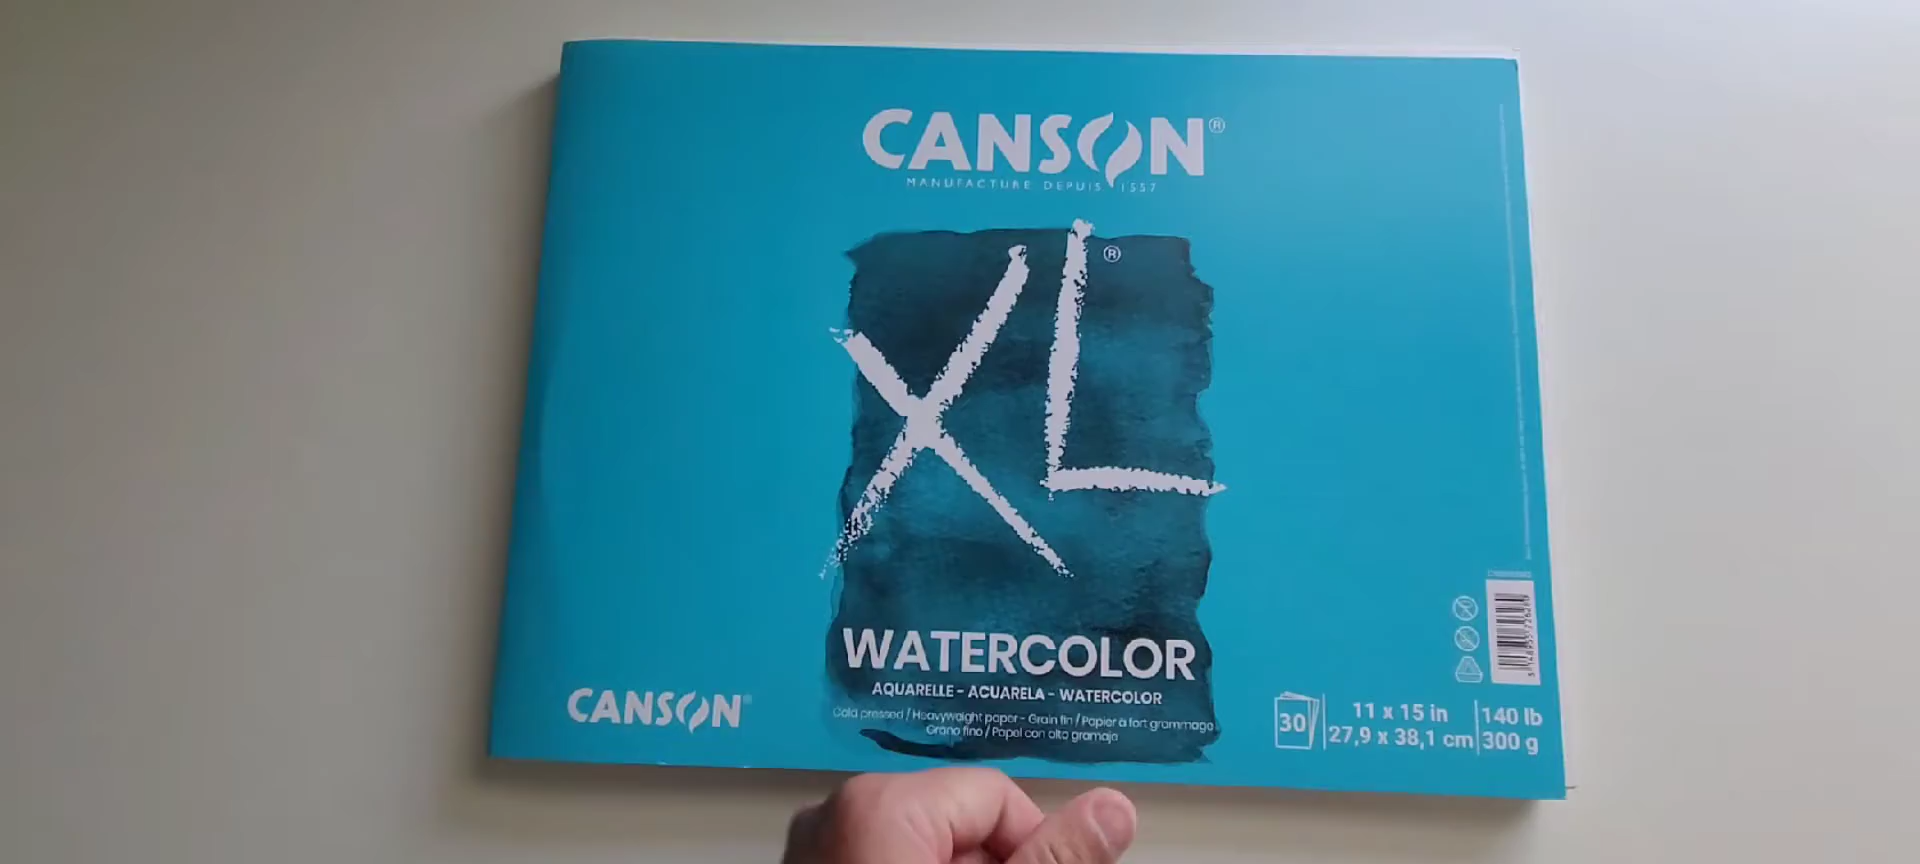 CANSON®
MANUFACTURE DEPUIS 1557
XL®
WATERCOLOR
AQUARELLE - ACUARELA - WATERCOLOR
Cold pressed / Heavyweight paper - Grain fin / Papier à fort grammage
Grano fino / Papel con alto gramaje
CANSON®
30
11 x 15 in
27,9 x 38,1 cm
140 lb
300 g